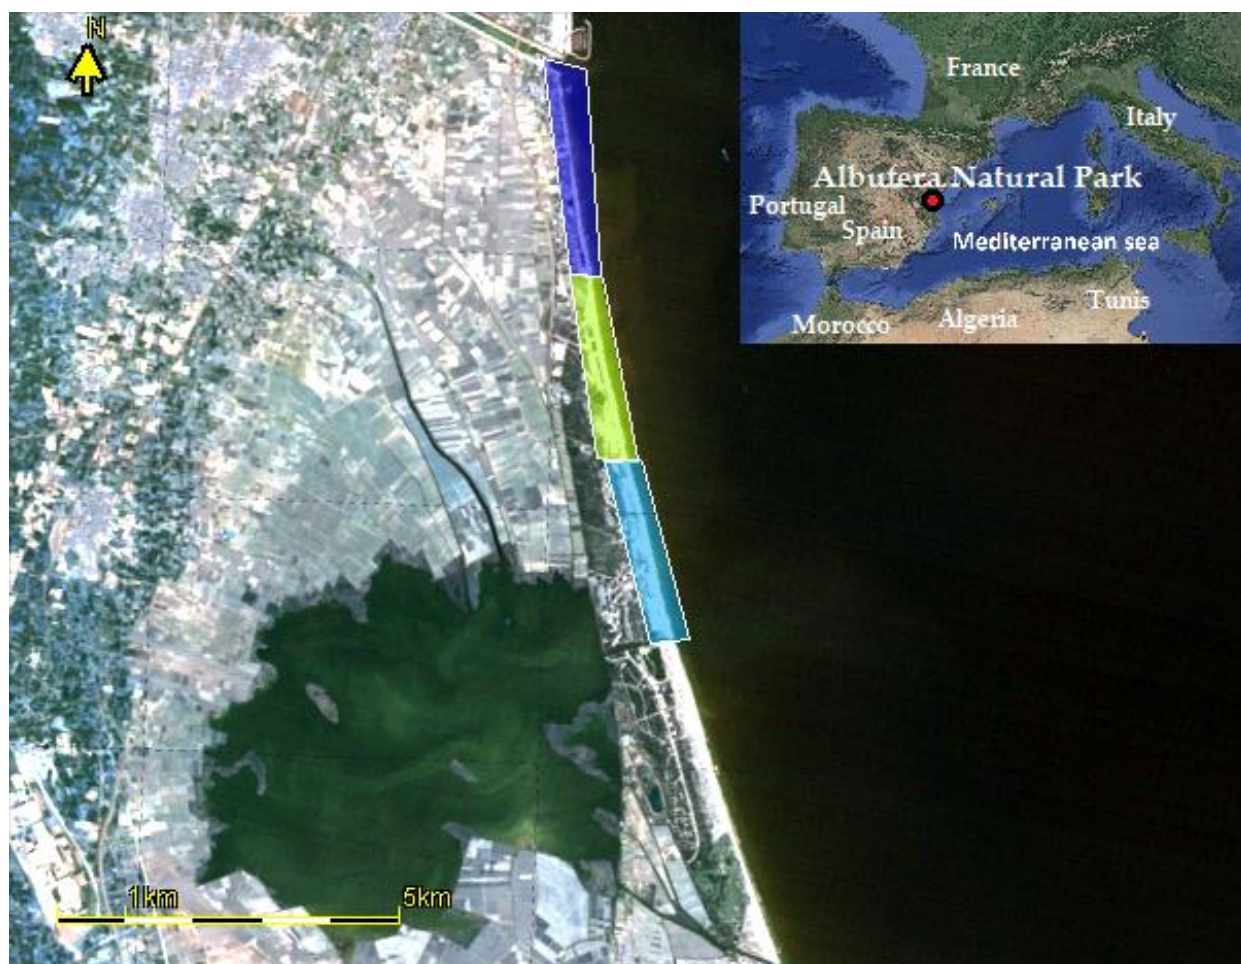 N
France
Italy
Albufera Natural Park
Portugal
Spain
Mediterranean sea
Tunis
Algeria
Morocco
1km
5km